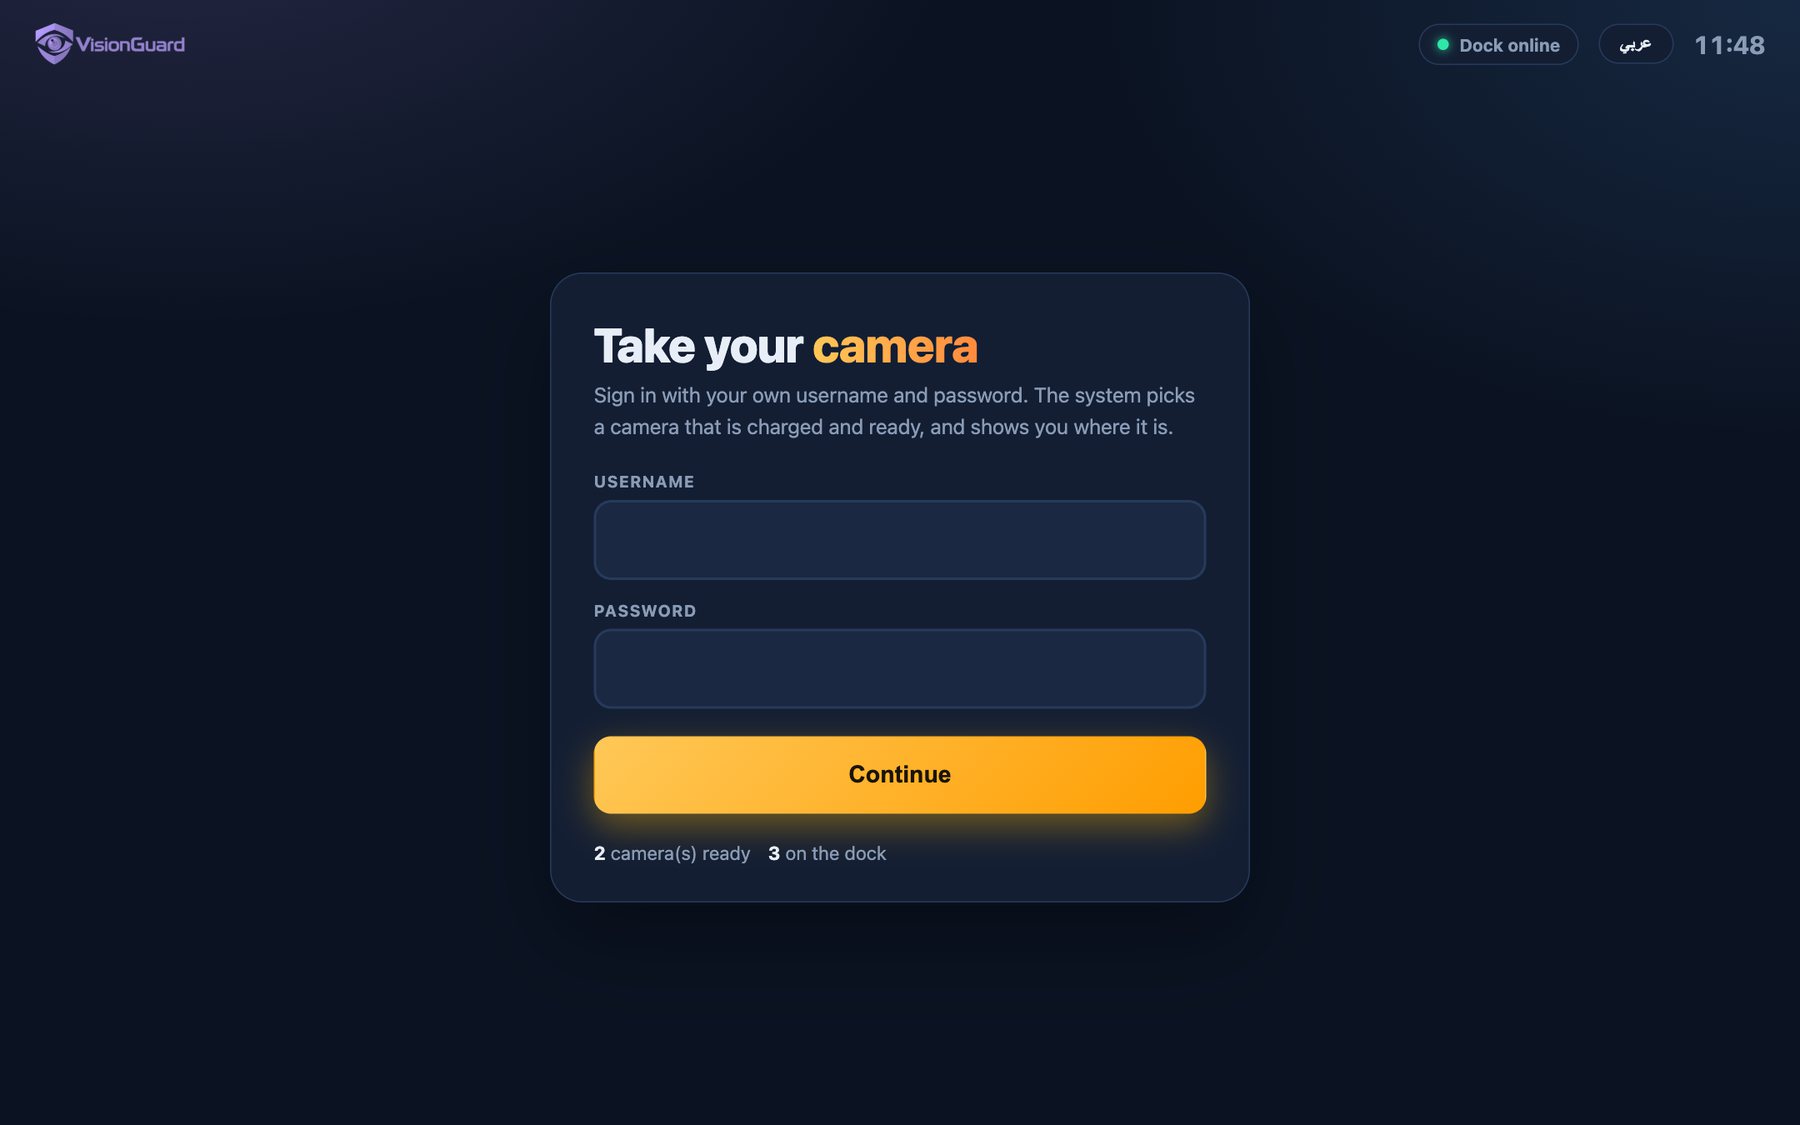 VisionGuard
Dock online
عربي
11:48
Take your camera
Sign in with your own username and password. The system picks
a camera that is charged and ready, and shows you where it is.
USERNAME
PASSWORD
Continue
2 camera(s) ready 3 on the dock